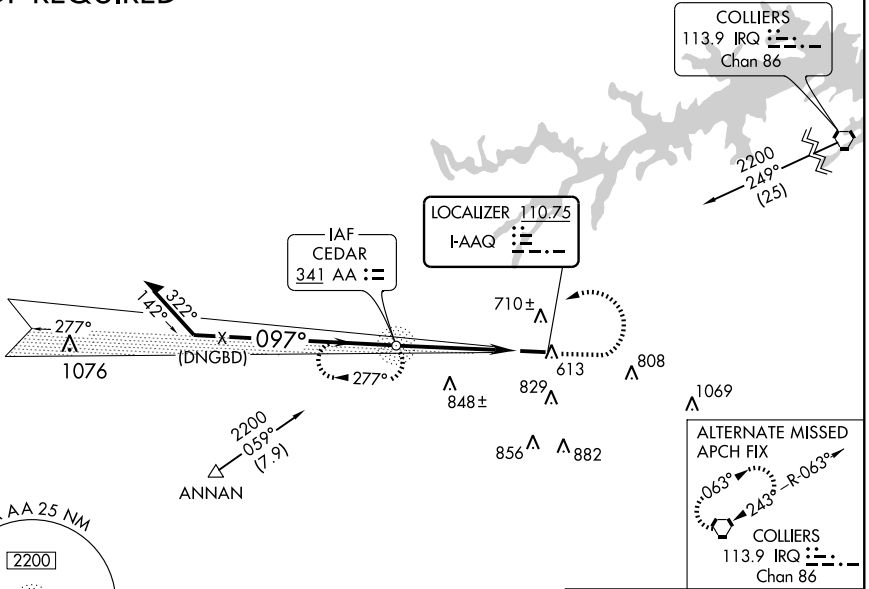 COLLIERS
113.9 IRQ
Chan 86
2200
249°
(25)
LOCALIZER 110.75
I-AAQ
IAF
CEDAR
341 AA
710±
322°
142°
277°
097°
(DNGBD)
1076
277°
613
808
829
848±
1069
856
882
2200
059°
(7.9)
ANNAN
ALTERNATE MISSED
APCH FIX
063°
243°
R-063°
COLLIERS
113.9 IRQ
Chan 86
AA 25 NM
2200